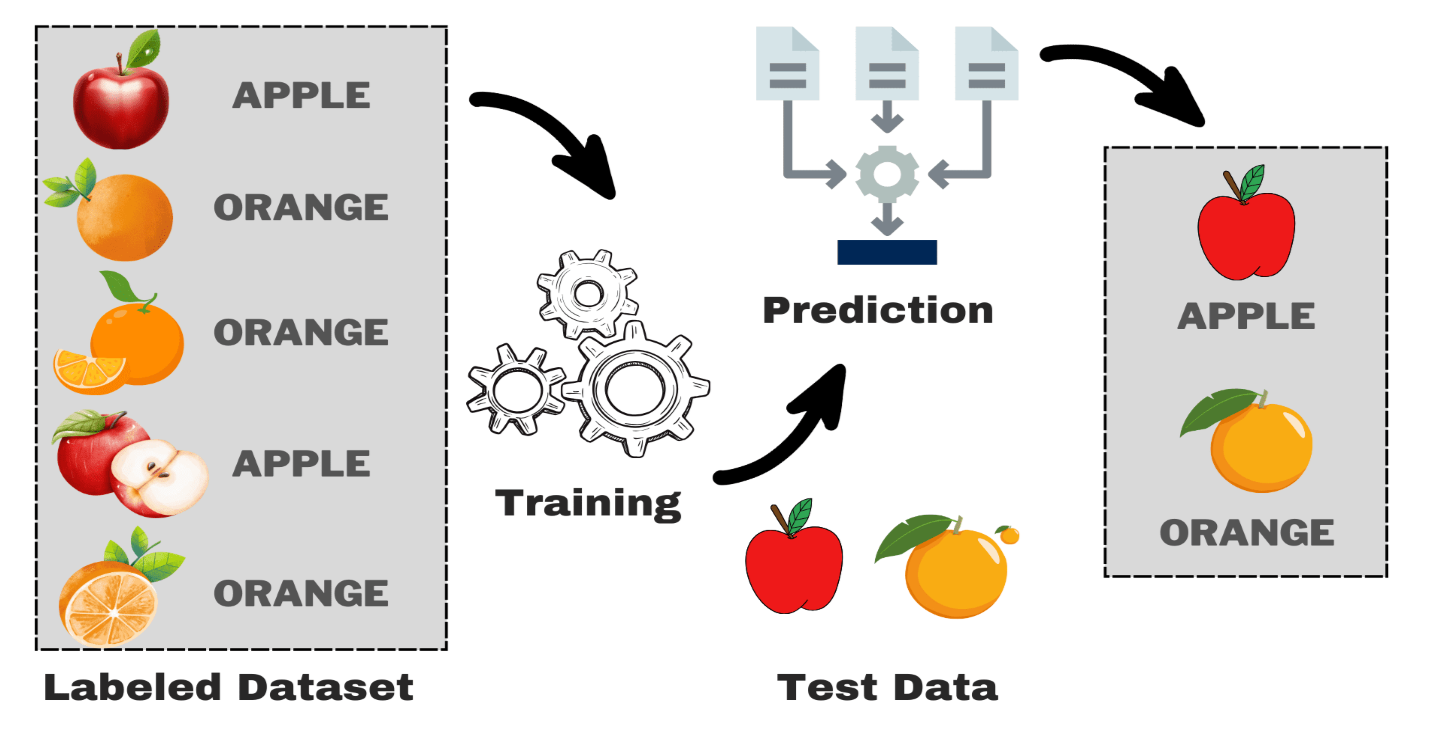 APPLE
ORANGE
ORANGE
APPLE
ORANGE
Labeled Dataset
Training
Prediction
Test Data
APPLE
ORANGE